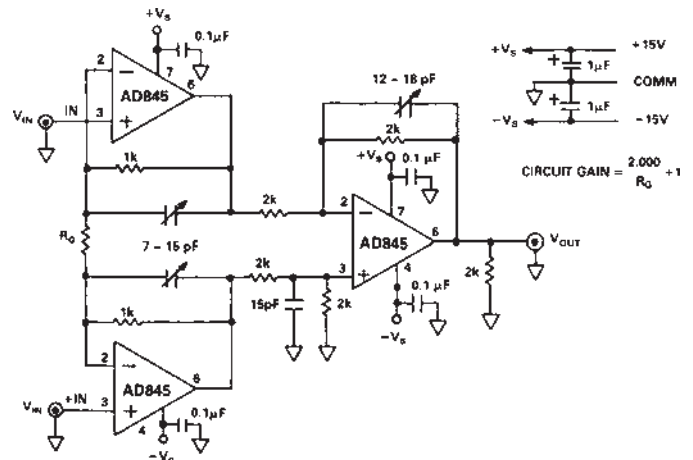 +Vs
0.1µF
2
7
6
AD845
VIN
IN
3
1k
RG
7 – 15 pF
2k
2k
15pF
2k
1k
2
6
AD845
VIN
+IN
3
4
0.1µF
–Vs
12 – 18 pF
2k
+Vs
0.1 µF
2
7
6
AD845
3
4
0.1µF
–Vs
2k
VOUT
+Vs
+15V
1µF
COMM
1µF
–Vs
–15V
CIRCUIT GAIN = 2.000 / RG + 1